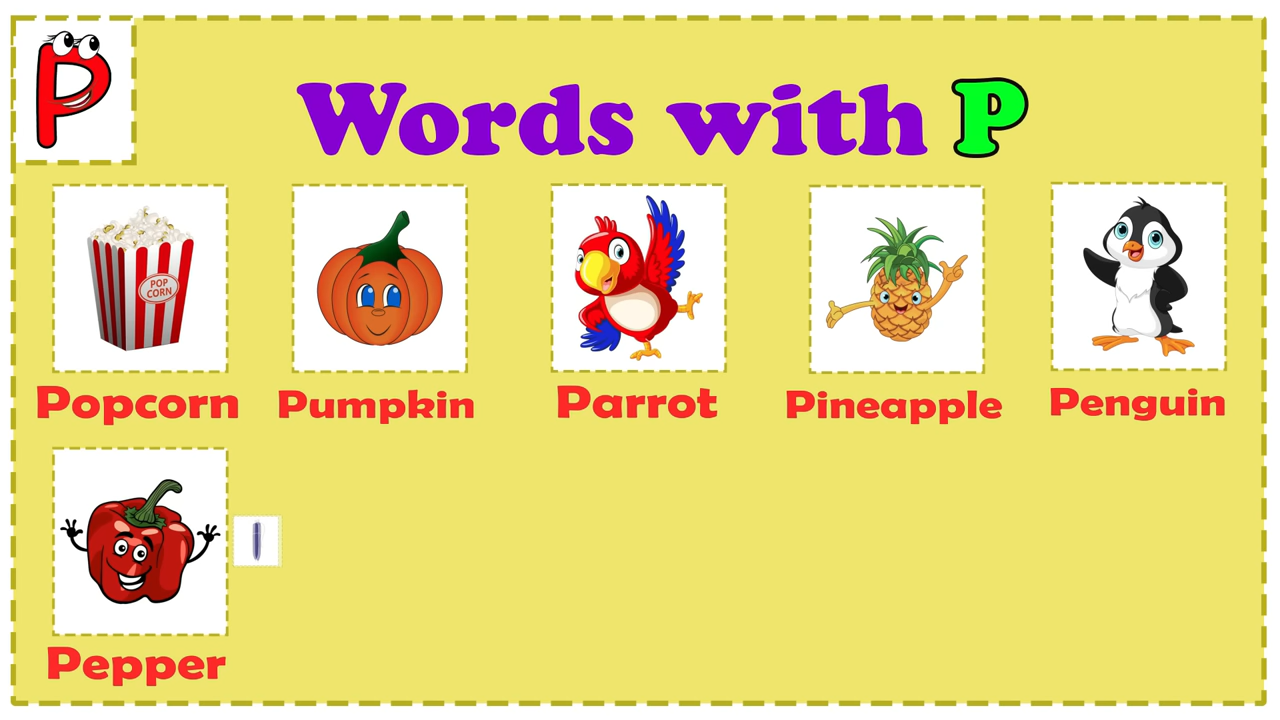 P
Words with P
POP
CORN
Popcorn Pumpkin Parrot Pineapple Penguin
Pepper